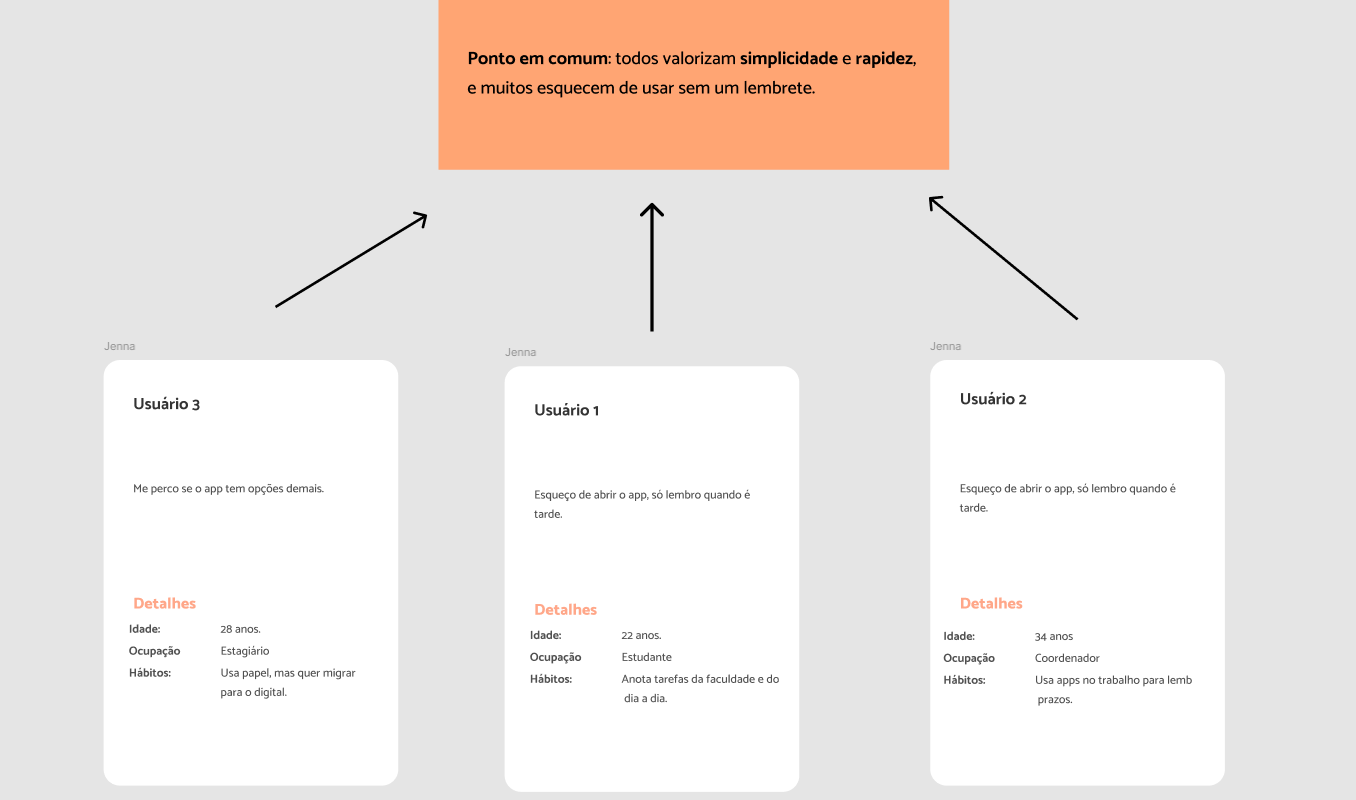 Ponto em comum: todos valorizam simplicidade e rapidez,
e muitos esquecem de usar sem um lembrete.
Jenna
Usuário 3
Me perco se o app tem opções demais.
Detalhes
Idade: 28 anos.
Ocupação Estagiário
Hábitos: Usa papel, mas quer migrar
para o digital.
Jenna
Usuário 1
Esqueço de abrir o app, só lembro quando é
tarde.
Detalhes
Idade: 22 anos.
Ocupação Estudante
Hábitos: Anota tarefas da faculdade e do
dia a dia.
Jenna
Usuário 2
Esqueço de abrir o app, só lembro quando é
tarde.
Detalhes
Idade: 34 anos
Ocupação Coordenador
Hábitos: Usa apps no trabalho para lemb
prazos.